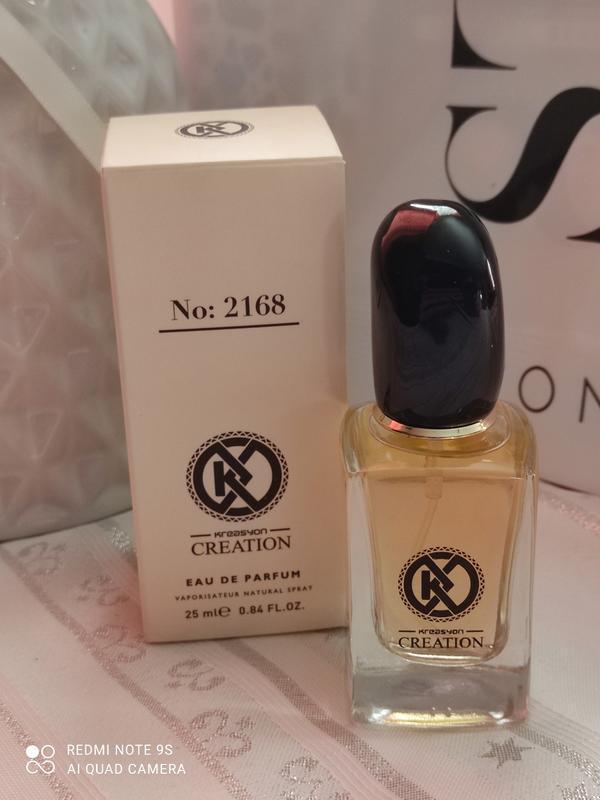 No: 2168
K
Kreasyon
CREATION
EAU DE PARFUM
VAPORISATEUR NATURAL SPRAY
25 ml℮ 0.84 FL.OZ.
K
Kreasyon
CREATION
ON
REDMI NOTE 9S
AI QUAD CAMERA